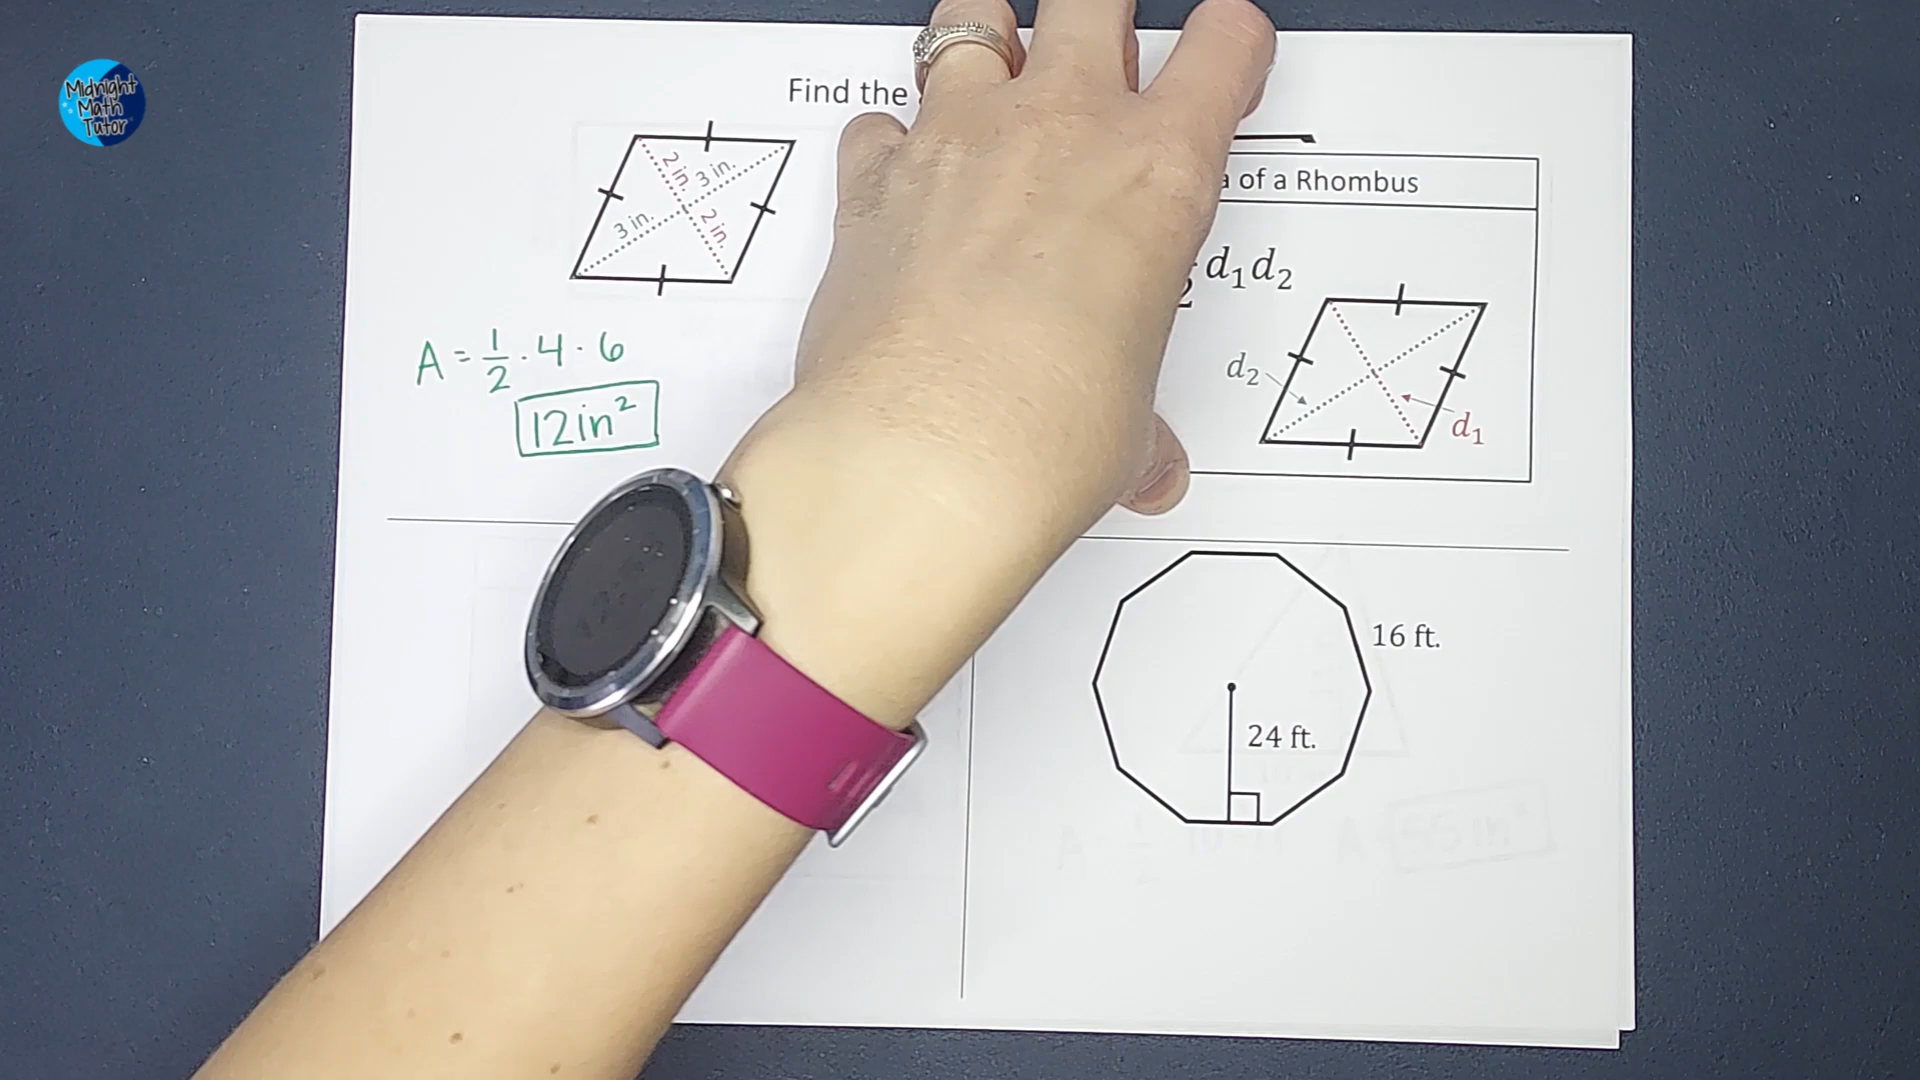 Midnight
Math
Tutor
Find the
2 in.
3 in.
3 in.
2 in.
A = 1/2 · 4 · 6
12 in²
of a Rhombus
d₁d₂
d₂
d₁
16 ft.
24 ft.